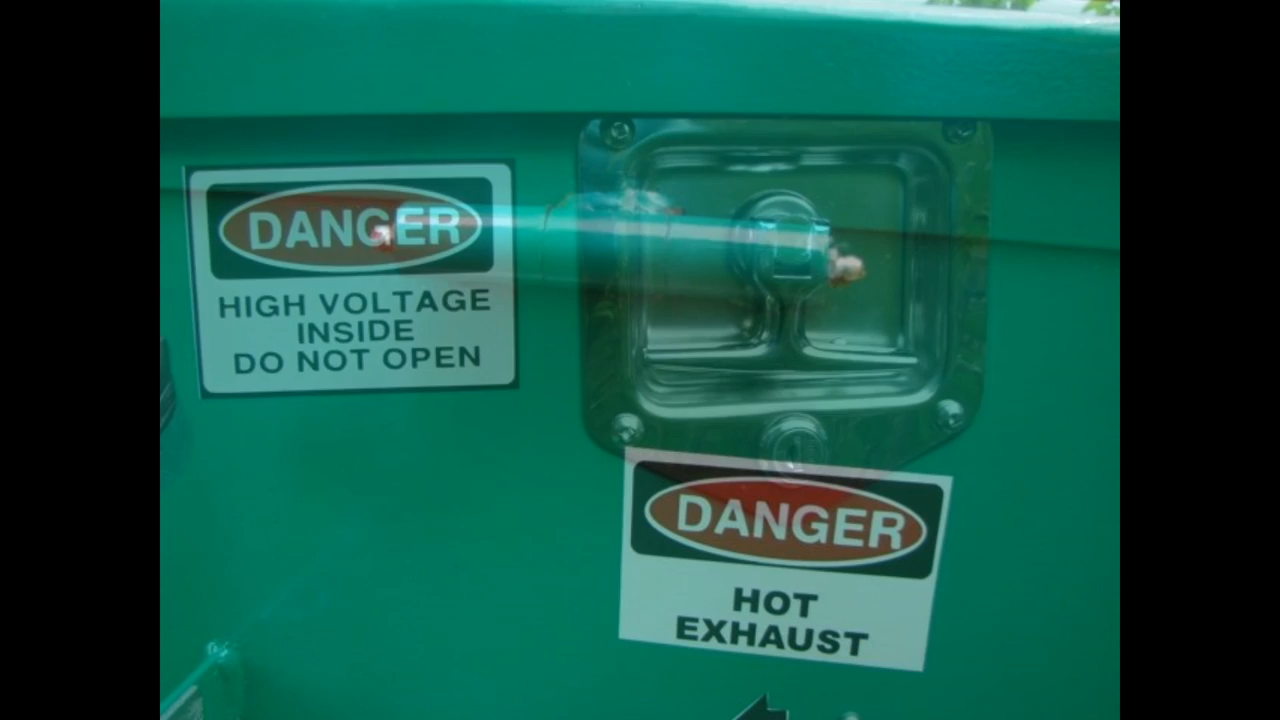 DANGER
HIGH VOLTAGE
INSIDE
DO NOT OPEN
DANGER
HOT
EXHAUST